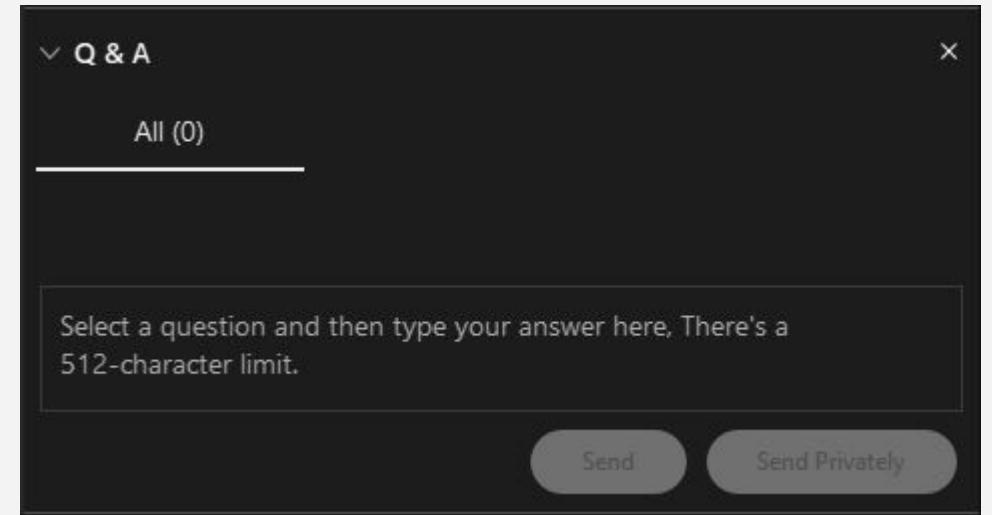 Q & A
All (0)
Select a question and then type your answer here, There's a
512-character limit.
Send
Send Privately